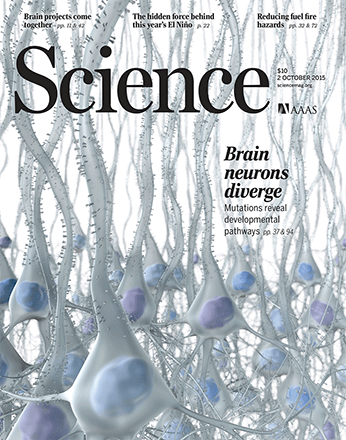 Brain projects come
together pp. 11 & 42
The hidden force behind
this year's El Niño p. 22
Reducing fuel fire
hazards pp. 32 & 72
Science
$10
2 OCTOBER 2015
sciencemag.org
AAAS
Brain
neurons
diverge
Mutations reveal
developmental
pathways pp. 37 & 94